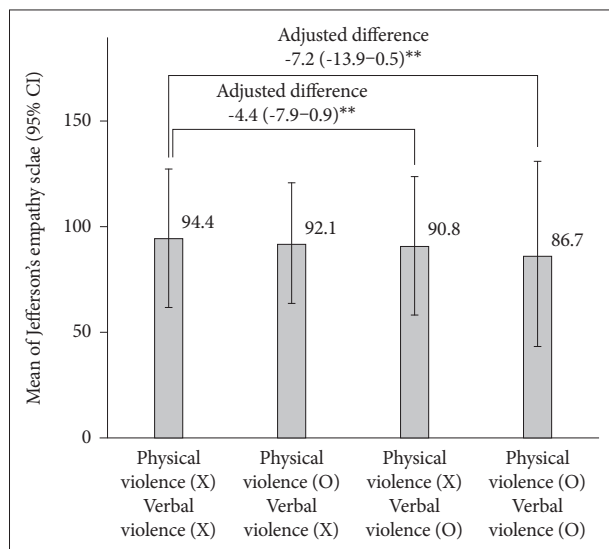 Adjusted difference
-7.2 (-13.9–0.5)**
Adjusted difference
-4.4 (-7.9–0.9)**
Mean of Jefferson's empathy sclae (95% CI)
150
100
50
0
94.4
92.1
90.8
86.7
Physical
violence (X)
Verbal
violence (X)
Physical
violence (O)
Verbal
violence (X)
Physical
violence (X)
Verbal
violence (O)
Physical
violence (O)
Verbal
violence (O)